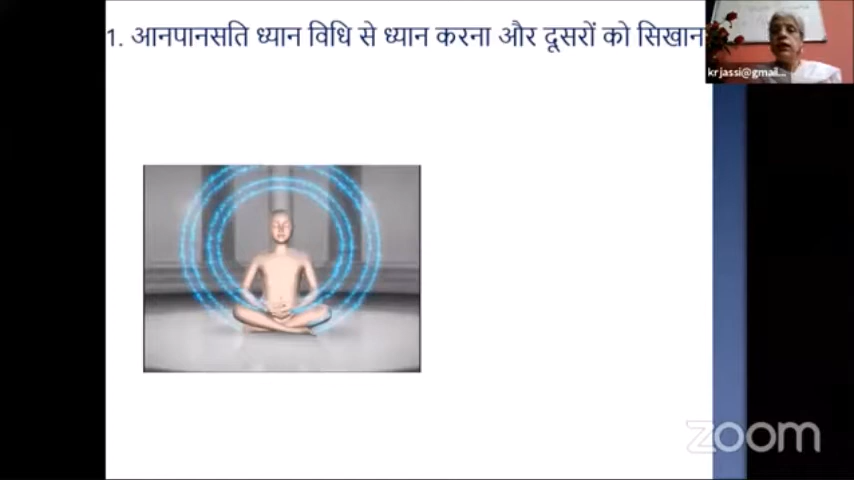 1. आनपानसति ध्यान विधि से ध्यान करना और दूसरों को सिखान
krjassi@gmail...
zoom